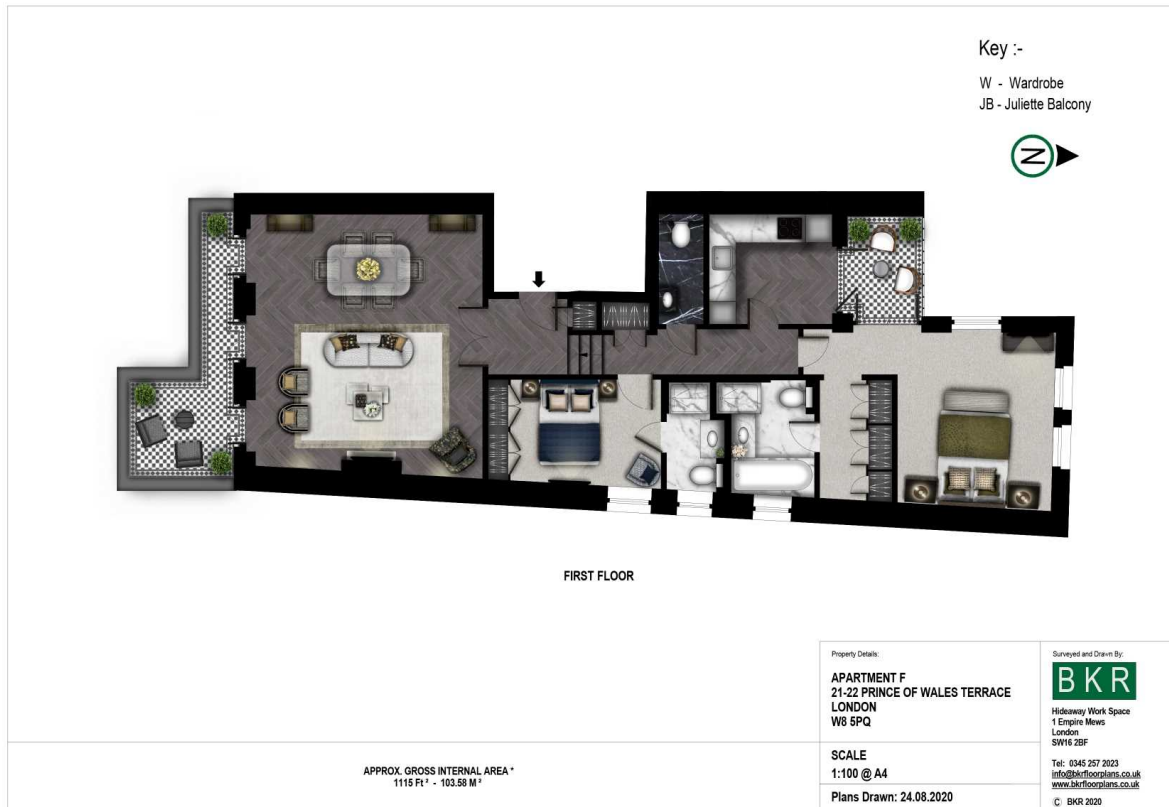 Key :-
W - Wardrobe
JB - Juliette Balcony
N
FIRST FLOOR
APPROX. GROSS INTERNAL AREA *
1115 Ft ² - 103.58 M ²
Property Details:
APARTMENT F
21-22 PRINCE OF WALES TERRACE
LONDON
W8 5PQ
SCALE
1:100 @ A4
Plans Drawn: 24.08.2020
Surveyed and Drawn By:
BKR
Hideaway Work Space
1 Empire Mews
London
SW16 2BF
Tel: 0345 257 2023
info@bkrfloorplans.co.uk
www.bkrfloorplans.co.uk
© BKR 2020